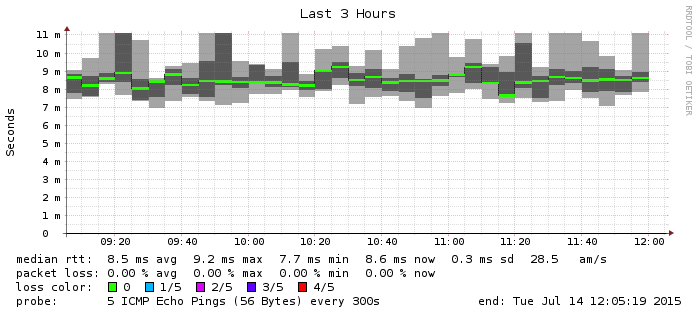 Last 3 Hours
RRDTOOL / TOBI OETIKER
Seconds
11 m
10 m
9 m
8 m
7 m
6 m
5 m
4 m
3 m
2 m
1 m
0
09:20 09:40 10:00 10:20 10:40 11:00 11:20 11:40 12:00
median rtt: 8.5 ms avg 9.2 ms max 7.7 ms min 8.6 ms now 0.3 ms sd 28.5 am/s
packet loss: 0.00 % avg 0.00 % max 0.00 % min 0.00 % now
loss color: 0 1/5 2/5 3/5 4/5
probe: 5 ICMP Echo Pings (56 Bytes) every 300s end: Tue Jul 14 12:05:19 2015